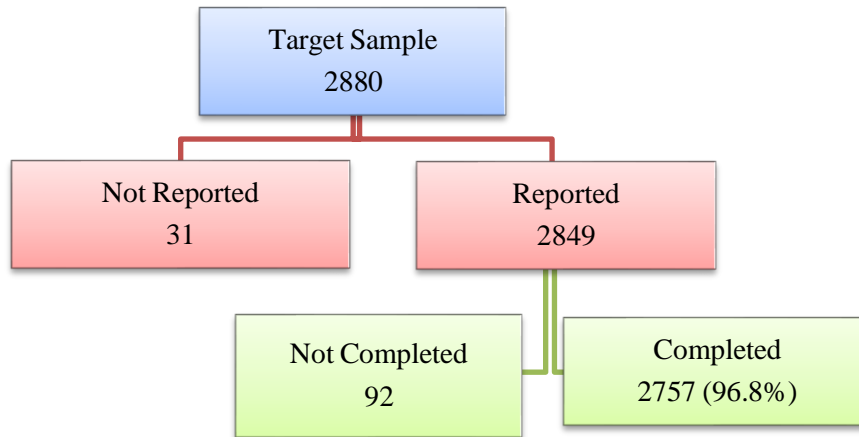 Target Sample
2880
Not Reported
31
Reported
2849
Not Completed
92
Completed
2757 (96.8%)